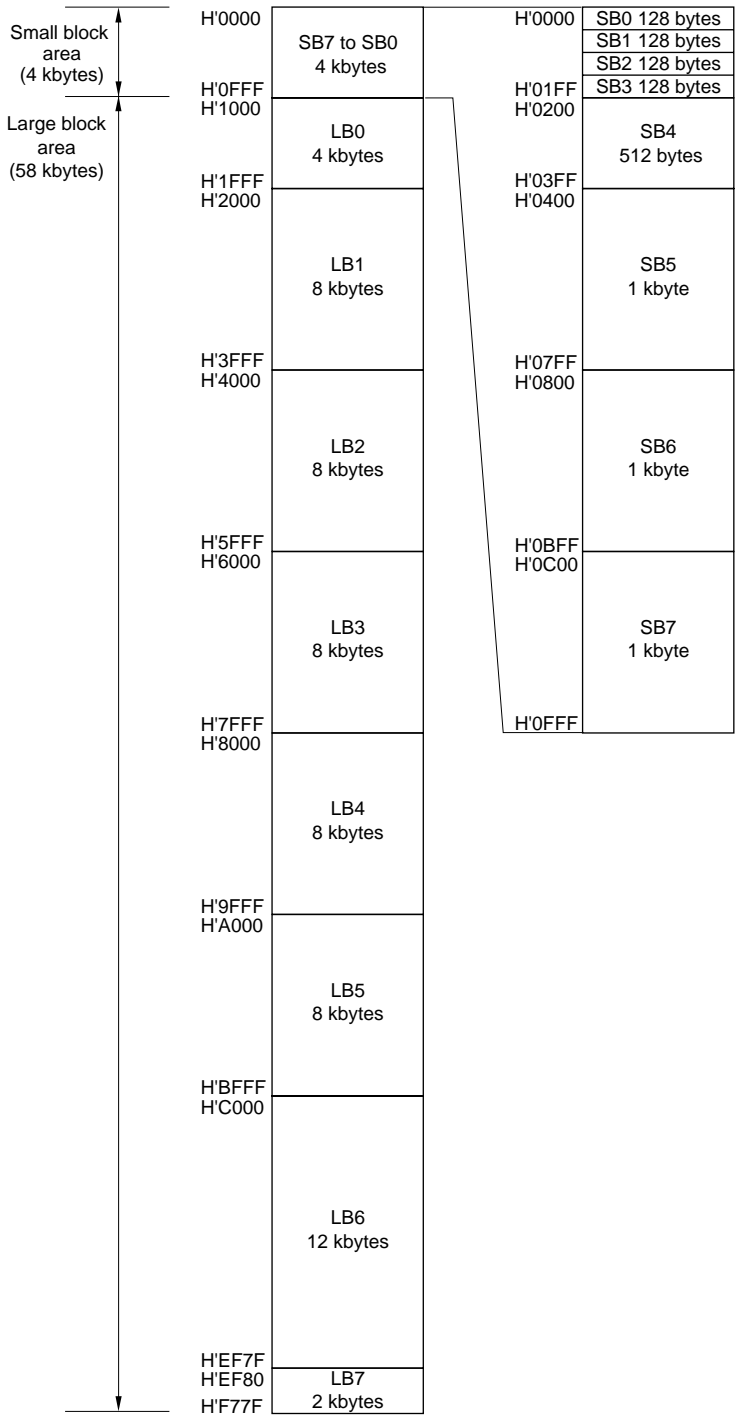 Small block
area
(4 kbytes)
Large block
area
(58 kbytes)
H'0000
SB7 to SB0
4 kbytes
H'0FFF
H'1000
LB0
4 kbytes
H'1FFF
H'2000
LB1
8 kbytes
H'3FFF
H'4000
LB2
8 kbytes
H'5FFF
H'6000
LB3
8 kbytes
H'7FFF
H'8000
LB4
8 kbytes
H'9FFF
H'A000
LB5
8 kbytes
H'BFFF
H'C000
LB6
12 kbytes
H'EF7F
H'EF80
LB7
2 kbytes
H'F77F
H'0000
SB0 128 bytes
SB1 128 bytes
SB2 128 bytes
SB3 128 bytes
H'01FF
H'0200
SB4
512 bytes
H'03FF
H'0400
SB5
1 kbyte
H'07FF
H'0800
SB6
1 kbyte
H'0BFF
H'0C00
SB7
1 kbyte
H'0FFF